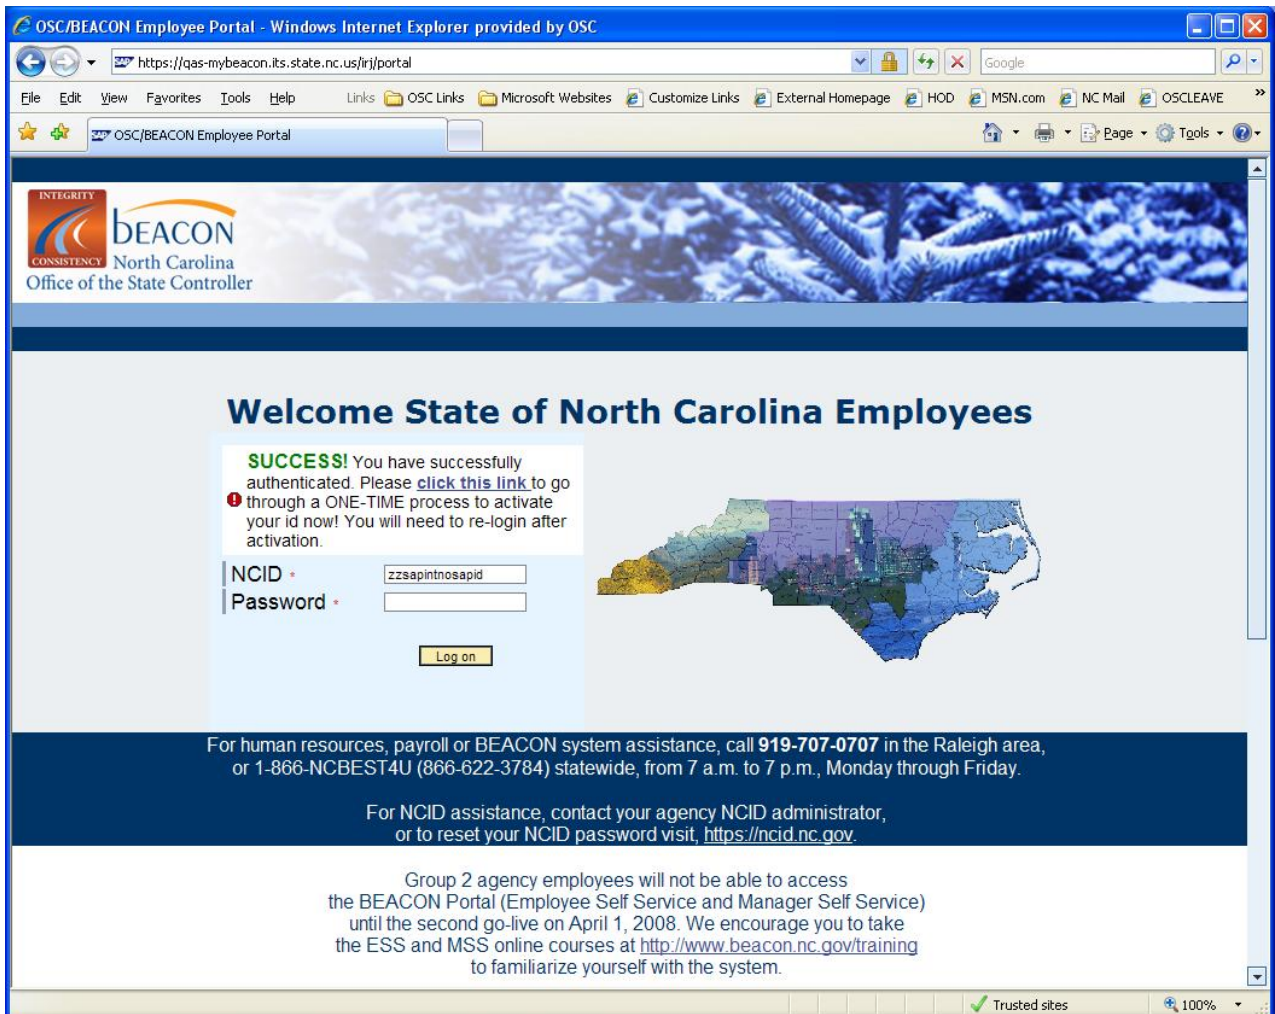 OSC/BEACON Employee Portal - Windows Internet Explorer provided by OSC
https://qas-mybeacon.its.state.nc.us/irj/portal
Google
File Edit View Favorites Tools Help Links OSC Links Microsoft Websites Customize Links External Homepage HOD MSN.com NC Mail OSCLEAVE »
OSC/BEACON Employee Portal
Page Tools
INTEGRITY
CONSISTENCY
bEACON
North Carolina
Office of the State Controller
Welcome State of North Carolina Employees
SUCCESS! You have successfully
authenticated. Please click this link to go
through a ONE-TIME process to activate
your id now! You will need to re-login after
activation.
NCID * zzsapintnosapid
Password *
Log on
For human resources, payroll or BEACON system assistance, call 919-707-0707 in the Raleigh area,
or 1-866-NCBEST4U (866-622-3784) statewide, from 7 a.m. to 7 p.m., Monday through Friday.
For NCID assistance, contact your agency NCID administrator,
or to reset your NCID password visit, https://ncid.nc.gov.
Group 2 agency employees will not be able to access
the BEACON Portal (Employee Self Service and Manager Self Service)
until the second go-live on April 1, 2008. We encourage you to take
the ESS and MSS online courses at http://www.beacon.nc.gov/training
to familiarize yourself with the system.
Trusted sites 100%